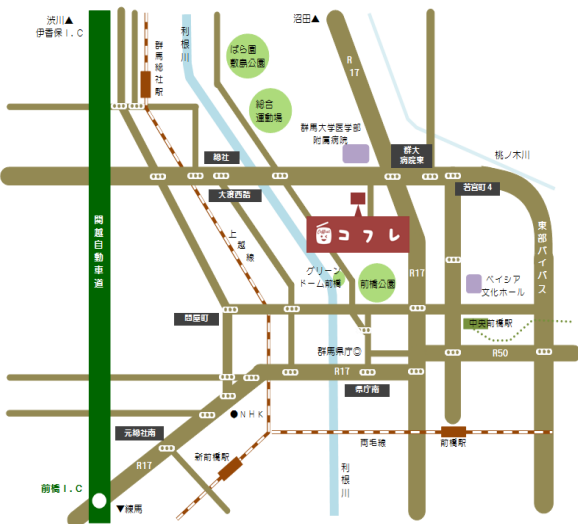 渋川▲
伊香保I.C
沼田▲
利根川
群馬総社駅
ばら園
敷島公園
総合
運動場
R17
群馬大学医学部
附属病院
群大
病院東
桃ノ木川
総社
大渡西詰
若宮町4
コフレ
関越自動車道
上越線
東部バイパス
グリーン
ドーム前橋
前橋公園
R17
ベイシア
文化ホール
問屋町
中央前橋駅
群馬県庁◎
R50
R17
県庁南
●NHK
元総社南
R17
新前橋駅
両毛線
前橋駅
利根川
前橋I.C
▼練馬